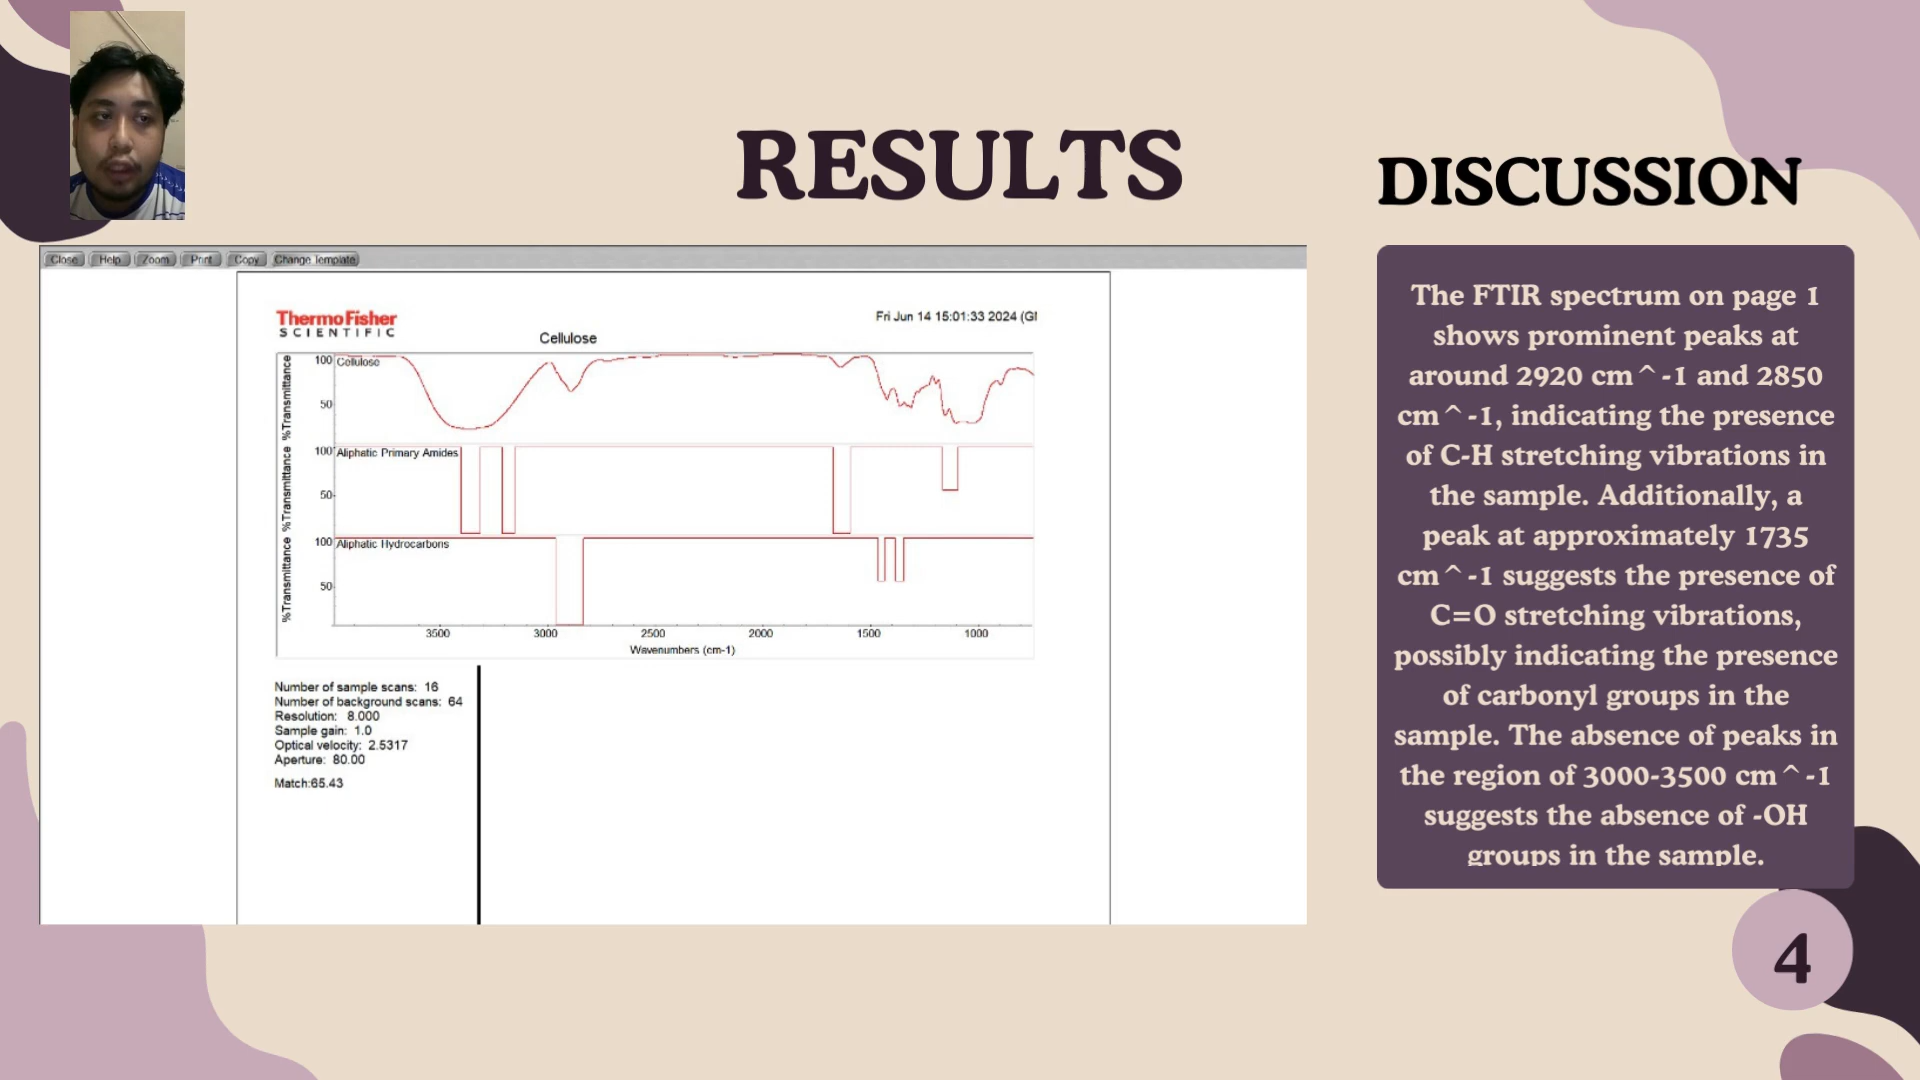 RESULTS
DISCUSSION
Close Help Zoom Print Copy Change Template
ThermoFisher
SCIENTIFIC
Fri Jun 14 15:01:33 2024 (GM
Cellulose
%Transmittance
100
50
Cellulose
%Transmittance
100
50
Aliphatic Primary Amides
%Transmittance
100
50
Aliphatic Hydrocarbons
3500 3000 2500 2000 1500 1000
Wavenumbers (cm-1)
Number of sample scans: 16
Number of background scans: 64
Resolution: 8.000
Sample gain: 1.0
Optical velocity: 2.5317
Aperture: 80.00
Match:65.43
The FTIR spectrum on page 1
shows prominent peaks at
around 2920 cm^-1 and 2850
cm^-1, indicating the presence
of C-H stretching vibrations in
the sample. Additionally, a
peak at approximately 1735
cm^-1 suggests the presence of
C=O stretching vibrations,
possibly indicating the presence
of carbonyl groups in the
sample. The absence of peaks in
the region of 3000-3500 cm^-1
suggests the absence of -OH
groups in the sample.
4